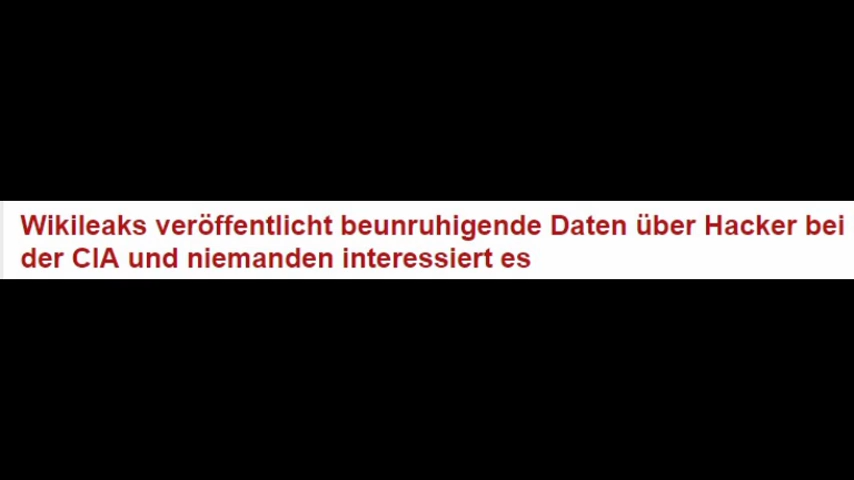 Wikileaks veröffentlicht beunruhigende Daten über Hacker bei
der CIA und niemanden interessiert es